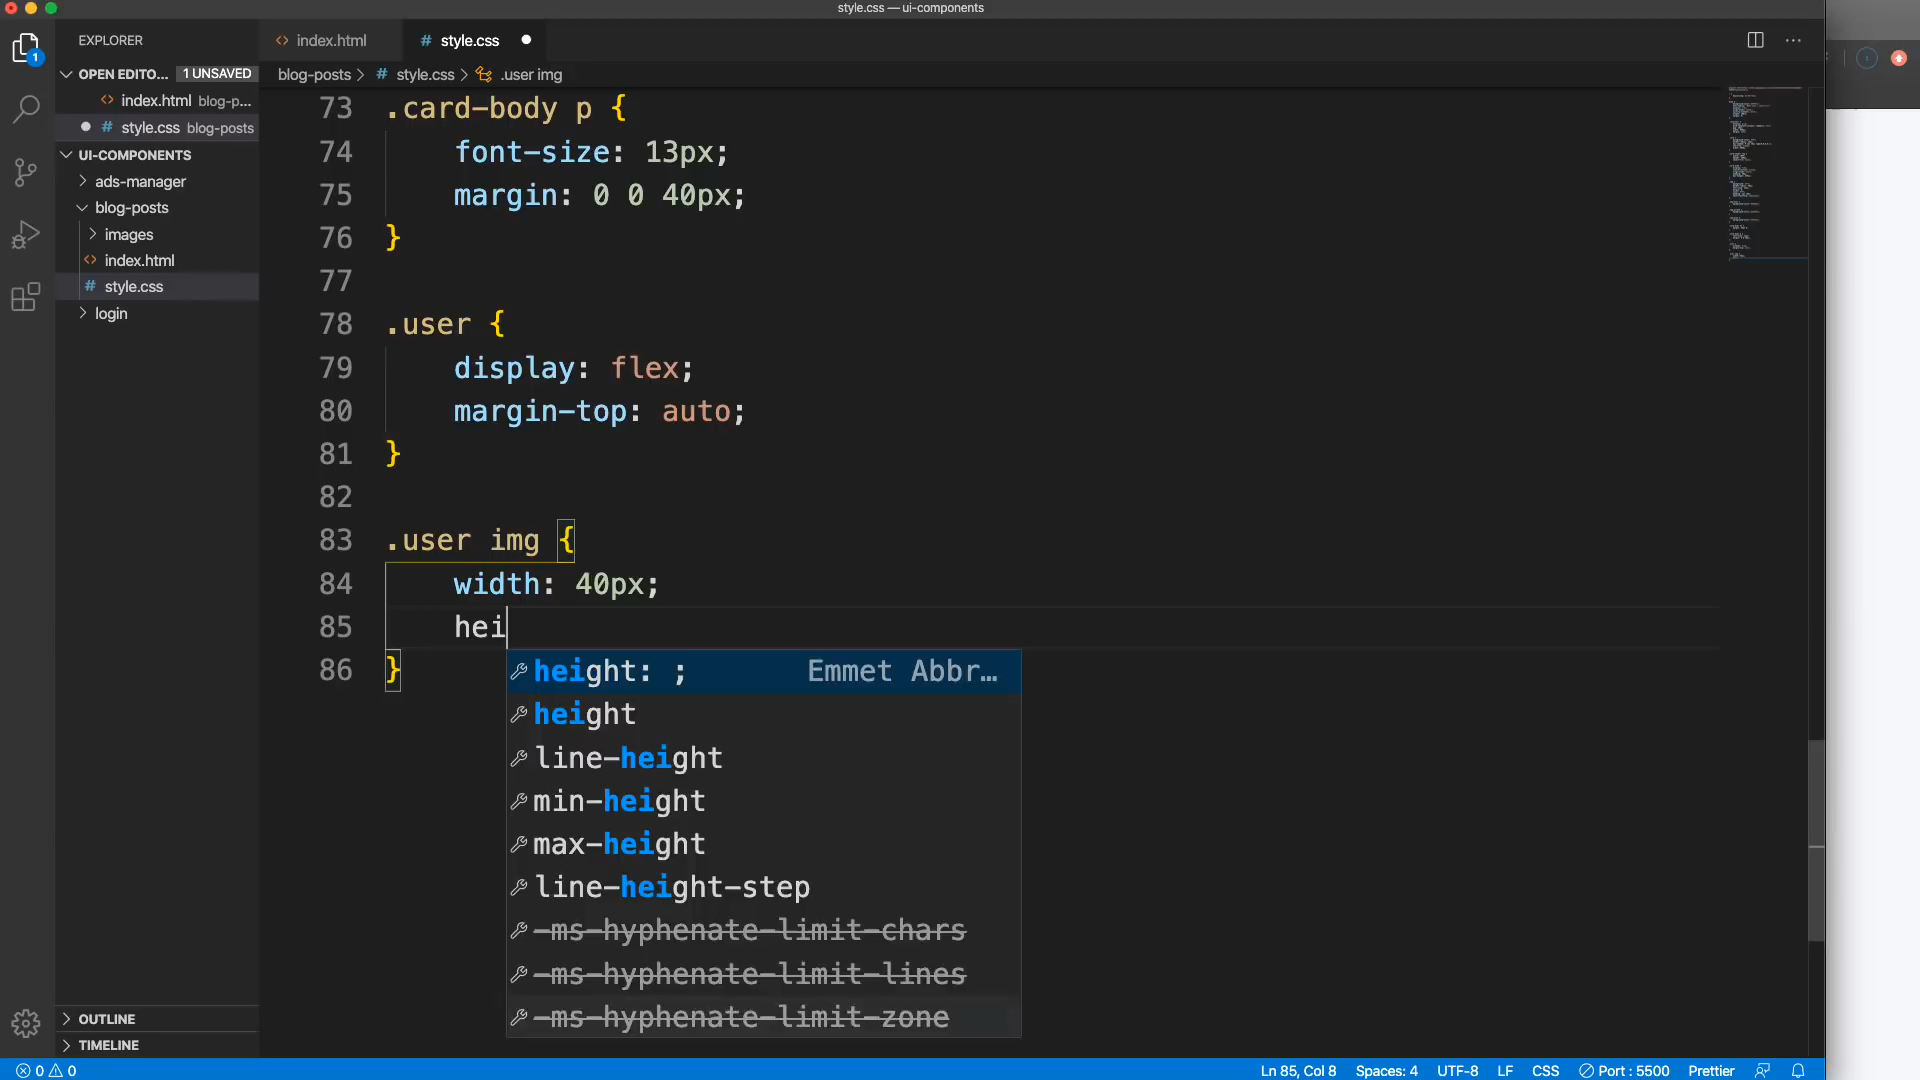 style.css — ui-components
EXPLORER
index.html
# style.css
1
OPEN EDITO... 1 UNSAVED
blog-posts > # style.css > .user img
index.html blog-p...
# style.css blog-posts
UI-COMPONENTS
ads-manager
blog-posts
images
index.html
# style.css
login
73 .card-body p {
74 font-size: 13px;
75 margin: 0 0 40px;
76 }
77
78 .user {
79 display: flex;
80 margin-top: auto;
81 }
82
83 .user img {
84 width: 40px;
85 hei
86 }
height: ; Emmet Abbr...
height
line-height
min-height
max-height
line-height-step
-ms-hyphenate-limit-chars
-ms-hyphenate-limit-lines
-ms-hyphenate-limit-zone
OUTLINE
TIMELINE
0 0 Ln 85, Col 8 Spaces: 4 UTF-8 LF CSS Port : 5500 Prettier